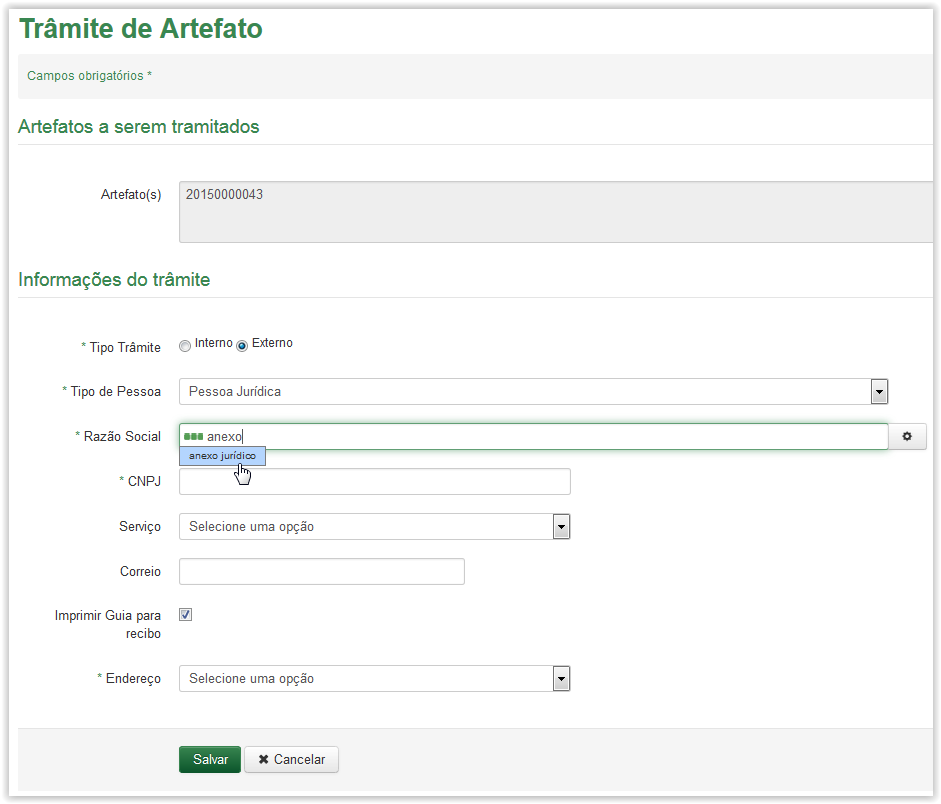 Trâmite de Artefato
Campos obrigatórios *
Artefatos a serem tramitados
Artefato(s) 20150000043
Informações do trâmite
* Tipo Trâmite Interno Externo
* Tipo de Pessoa Pessoa Jurídica
* Razão Social anexo
anexo jurídico
* CNPJ
Serviço Selecione uma opção
Correio
Imprimir Guia para
recibo
* Endereço Selecione uma opção
Salvar Cancelar